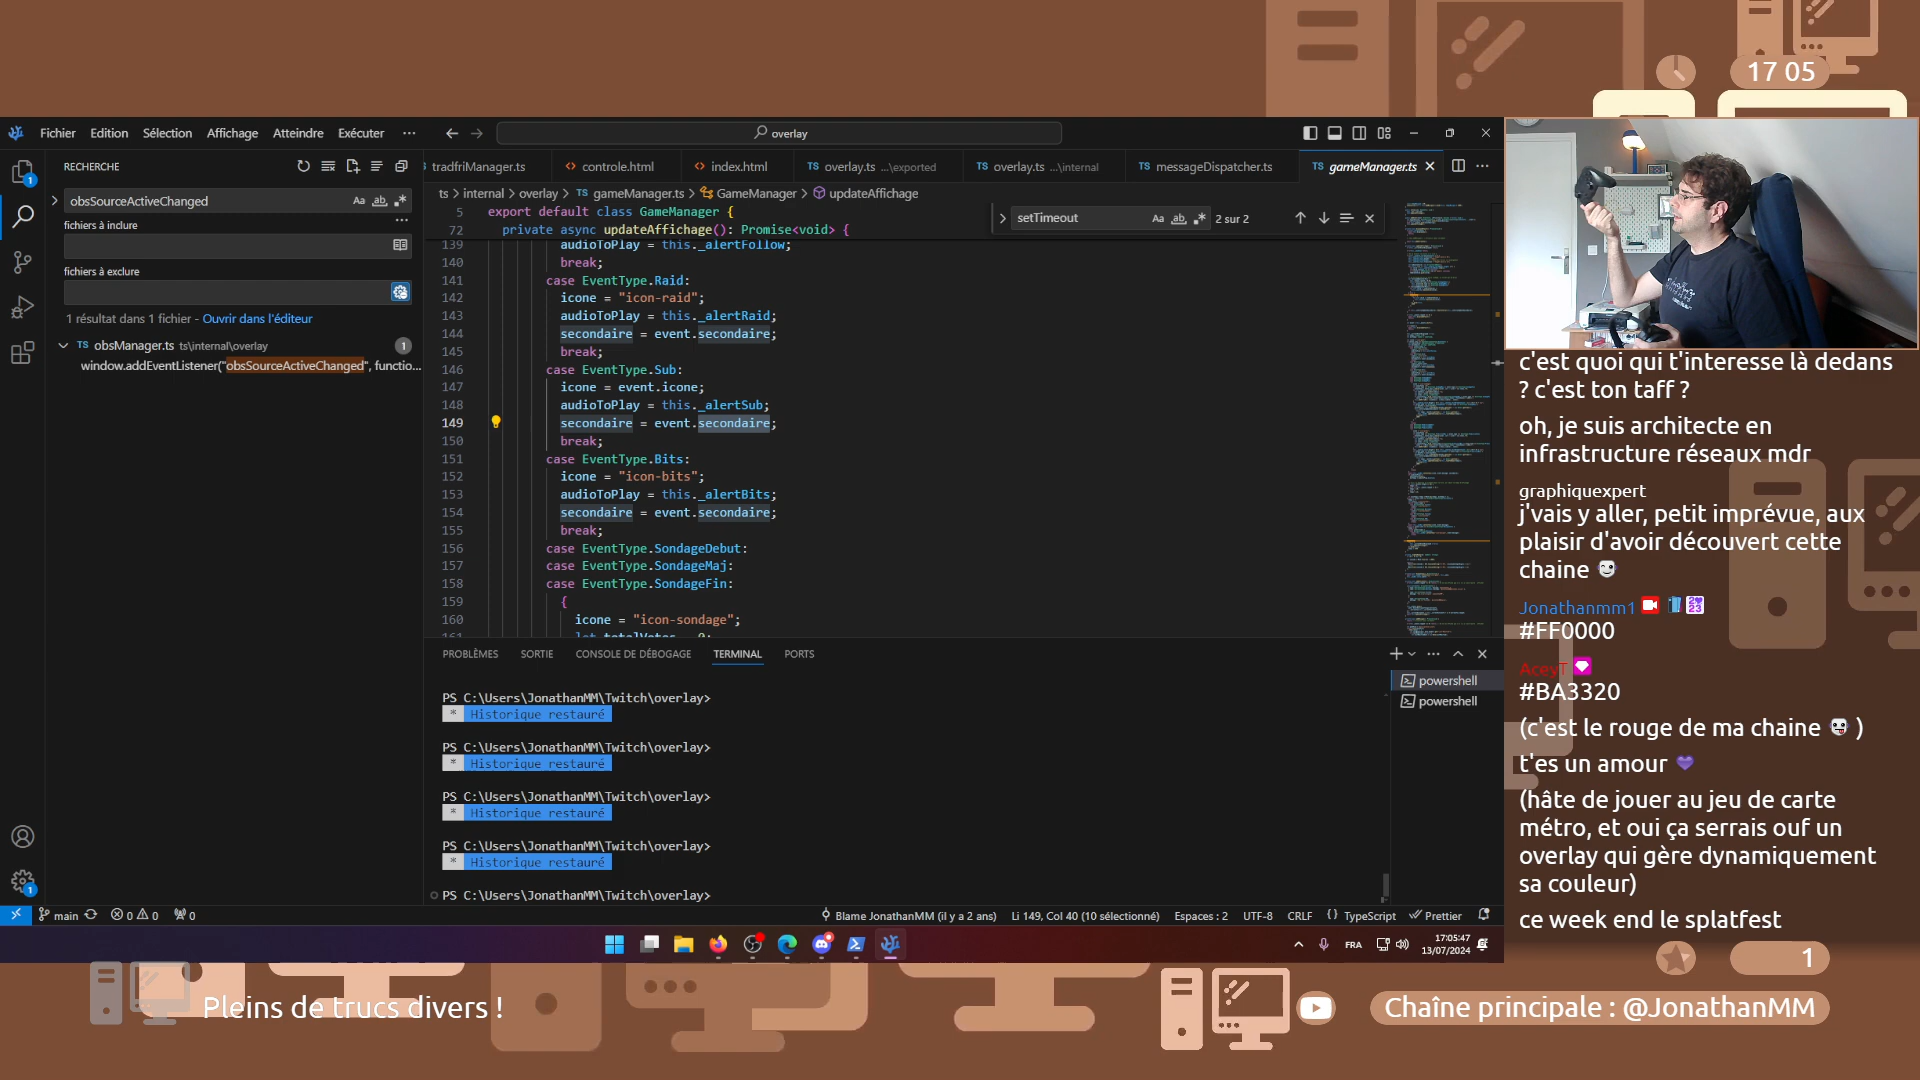 17 05
Fichier Edition Sélection Affichage Atteindre Exécuter ···
overlay
RECHERCHE
tradfriManager.ts
controle.html
index.html
TS overlay.ts ...\exported
TS overlay.ts ...\internal
TS messageDispatcher.ts
TS gameManager.ts
obsSourceActiveChanged
ts > internal > overlay > TS gameManager.ts > GameManager > updateAffichage
5 export default class GameManager {
setTimeout
2 sur 2
fichiers à inclure
72 private async updateAffichage(): Promise<void> {
139 audioToPlay = this._alertFollow;
140 break;
fichiers à exclure
141 case EventType.Raid:
142 icone = "icon-raid";
143 audioToPlay = this._alertRaid;
1 résultat dans 1 fichier - Ouvrir dans l'éditeur
144 secondaire = event.secondaire;
TS obsManager.ts ts\internal\overlay 1
145 break;
window.addEventListener("obsSourceActiveChanged", functio...
146 case EventType.Sub:
147 icone = event.icone;
148 audioToPlay = this._alertSub;
149 secondaire = event.secondaire;
150 break;
151 case EventType.Bits:
152 icone = "icon-bits";
153 audioToPlay = this._alertBits;
154 secondaire = event.secondaire;
155 break;
156 case EventType.SondageDebut:
157 case EventType.SondageMaj:
158 case EventType.SondageFin:
159 {
160 icone = "icon-sondage";
161 let totalVotes = 0;
PROBLÈMES SORTIE CONSOLE DE DÉBOGAGE TERMINAL PORTS
powershell
powershell
PS C:\Users\JonathanMM\Twitch\overlay>
* Historique restauré
PS C:\Users\JonathanMM\Twitch\overlay>
* Historique restauré
PS C:\Users\JonathanMM\Twitch\overlay>
* Historique restauré
PS C:\Users\JonathanMM\Twitch\overlay>
* Historique restauré
PS C:\Users\JonathanMM\Twitch\overlay>
main 0 0 0
Blame JonathanMM (il y a 2 ans) Li 149, Col 40 (10 sélectionné) Espaces : 2 UTF-8 CRLF {} TypeScript Prettier
FRA
17:05:47
13/07/2024
c'est quoi qui t'interesse là dedans
? c'est ton taff ?
oh, je suis architecte en
infrastructure réseaux mdr
graphiquexpert
j'vais y aller, petit imprévue, aux
plaisir d'avoir découvert cette
chaine
Jonathanmm1
#FF0000
AceyT
#BA3320
(c'est le rouge de ma chaine )
t'es un amour
(hâte de jouer au jeu de carte
métro, et oui ça serrais ouf un
overlay qui gère dynamiquement
sa couleur)
ce week end le splatfest
1
Pleins de trucs divers !
Chaîne principale : @JonathanMM